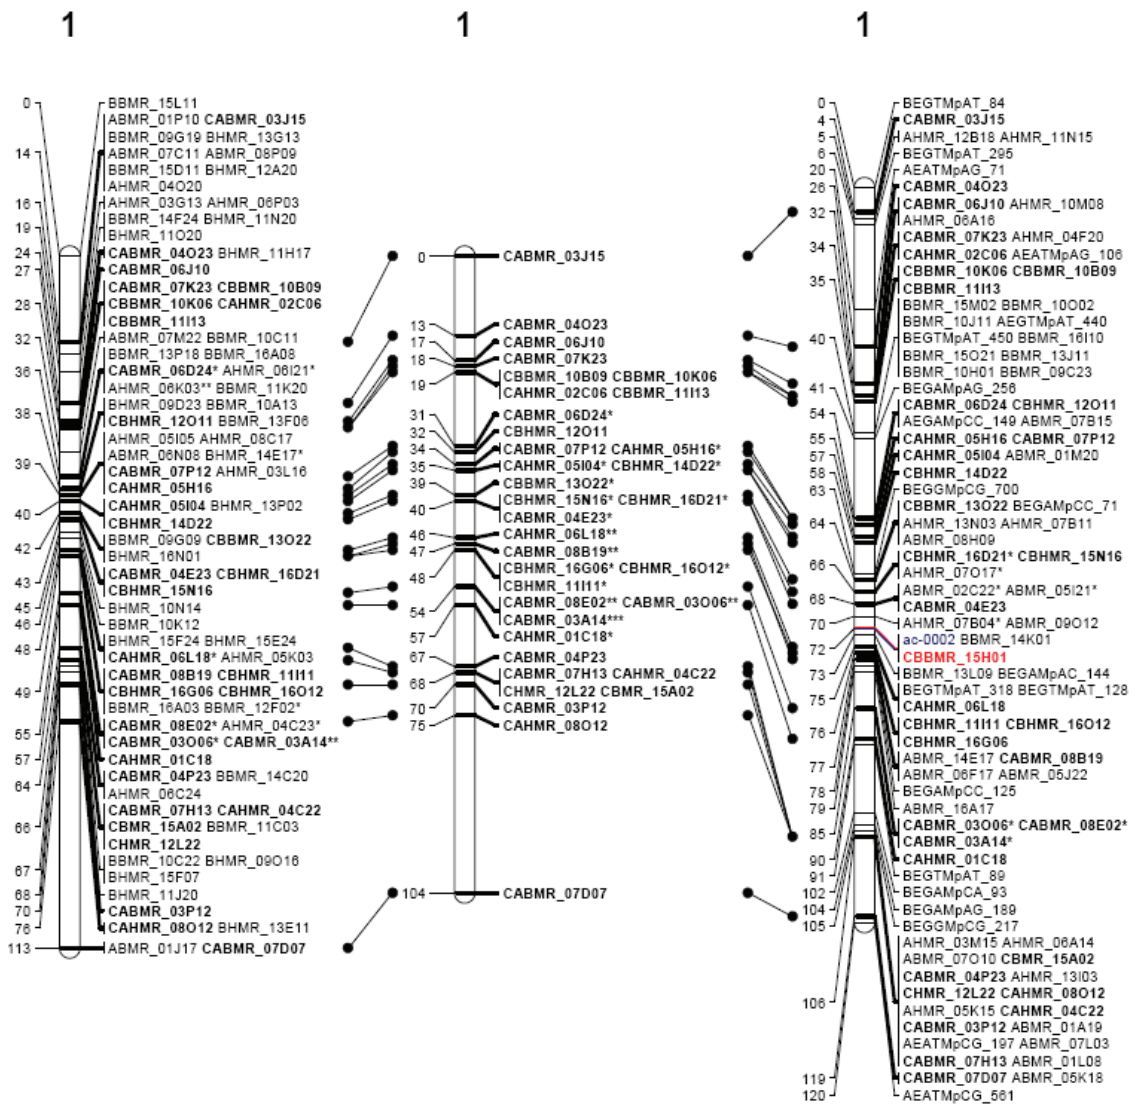 1
1
1
0 BBMR_15L11
ABMR_01P10 CABMR_03J15
BBMR_09G19 BHMR_13G13
14 ABMR_07C11 ABMR_08P09
BBMR_15D11 BHMR_12A20
AHMR_04O20
16 AHMR_03G13 AHMR_06P03
BBMR_14F24 BHMR_11N20
19 BHMR_11O20
24 CABMR_04O23 BHMR_11H17
27 CABMR_06J10
CABMR_07K23 CBBMR_10B09
28 CBBMR_10K06 CAHMR_02C06
CBBMR_11I13
32 ABMR_07M22 BBMR_10C11
BBMR_13P18 BBMR_16A08
36 CABMR_06D24* AHMR_06I21*
AHMR_06K03** BBMR_11K20
BHMR_09D23 BBMR_10A13
38 CBHMR_12O11 BBMR_13F06
AHMR_05I05 AHMR_08C17
ABMR_06N08 BHMR_14E17*
39 CABMR_07P12 AHMR_03L16
CAHMR_05H16
CAHMR_05I04 BHMR_13P02
40 CBHMR_14D22
BBMR_09G09 CBBMR_13O22
42 BHMR_16N01
CABMR_04E23 CBHMR_16D21
43 CBHMR_15N16
45 BHMR_10N14
46 BBMR_10K12
BHMR_15F24 BHMR_15E24
48 CAHMR_06L18* AHMR_05K03
CABMR_08B19 CBHMR_11I11
49 CBHMR_16G06 CBHMR_16O12
BBMR_16A03 BBMR_12F02*
55 CABMR_08E02* AHMR_04C23*
CABMR_03O06* CABMR_03A14**
57 CAHMR_01C18
CABMR_04P23 BBMR_14C20
64 AHMR_06C24
CABMR_07H13 CAHMR_04C22
66 CBMR_15A02 BBMR_11C03
CHMR_12L22
BBMR_10C22 BHMR_09O16
67 BHMR_15F07
68 BHMR_11J20
70 CABMR_03P12
76 CAHMR_08O12 BHMR_13E11
113 ABMR_01J17 CABMR_07D07
0 CABMR_03J15
13 CABMR_04O23
17 CABMR_06J10
18 CABMR_07K23
19 CBBMR_10B09 CBBMR_10K06
CAHMR_02C06 CBBMR_11I13
31 CABMR_06D24*
32 CBHMR_12O11
34 CABMR_07P12 CAHMR_05H16*
35 CAHMR_05I04* CBHMR_14D22*
39 CBBMR_13O22*
40 CBHMR_15N16* CBHMR_16D21*
CABMR_04E23*
46 CAHMR_06L18**
47 CABMR_08B19**
48 CBHMR_16G06* CBHMR_16O12*
CBHMR_11I11*
54 CABMR_08E02** CABMR_03O06**
CABMR_03A14***
57 CAHMR_01C18*
67 CABMR_04P23
68 CABMR_07H13 CAHMR_04C22
CHMR_12L22 CBMR_15A02
70 CABMR_03P12
75 CAHMR_08O12
104 CABMR_07D07
0 BEGTMpAT_84
4 CABMR_03J15
5 AHMR_12B18 AHMR_11N15
6 BEGTMpAT_295
20 AEATMpAG_71
26 CABMR_04O23
32 CABMR_06J10 AHMR_10M08
AHMR_06A16
34 CABMR_07K23 AHMR_04F20
CAHMR_02C06 AEATMpAG_106
35 CBBMR_10K06 CBBMR_10B09
CBBMR_11I13
BBMR_15M02 BBMR_10O02
BBMR_10J11 AEGTMpAT_440
40 BEGTMpAT_450 BBMR_16I10
BBMR_15O21 BBMR_13J11
BBMR_10H01 BBMR_09C23
41 BEGAMpAG_256
54 CABMR_06D24 CBHMR_12O11
AEGAMpCC_149 ABMR_07B15
55 CAHMR_05H16 CABMR_07P12
57 CAHMR_05I04 ABMR_01M20
58 CBHMR_14D22
63 BEGGMpCG_700
CBBMR_13O22 BEGAMpCC_71
64 AHMR_13N03 AHMR_07B11
ABMR_08H09
CBHMR_16D21* CBHMR_15N16
66 AHMR_07O17*
ABMR_02C22* ABMR_05I21*
68 CABMR_04E23
70 AHMR_07B04* ABMR_09O12
72 ac-0002 BBMR_14K01
CBBMR_15H01
73 BBMR_13L09 BEGAMpAC_144
BEGTMpAT_318 BEGTMpAT_128
75 CAHMR_06L18
76 CBHMR_11I11 CBHMR_16O12
CBHMR_16G06
77 ABMR_14E17 CABMR_08B19
ABMR_06F17 ABMR_05J22
78 BEGAMpCC_125
79 ABMR_16A17
85 CABMR_03O06* CABMR_08E02*
CABMR_03A14*
90 CAHMR_01C18
91 BEGTMpAT_89
102 BEGAMpCA_93
104 BEGAMpAG_189
105 BEGGMpCG_217
AHMR_03M15 AHMR_06A14
ABMR_07O10 CBMR_15A02
CABMR_04P23 AHMR_13I03
106 CHMR_12L22 CAHMR_08O12
AHMR_05K15 CAHMR_04C22
CABMR_03P12 ABMR_01A19
AEATMpCG_197 ABMR_07L03
CABMR_07H13 ABMR_01L08
119 CABMR_07D07 ABMR_05K18
120 AEATMpCG_561